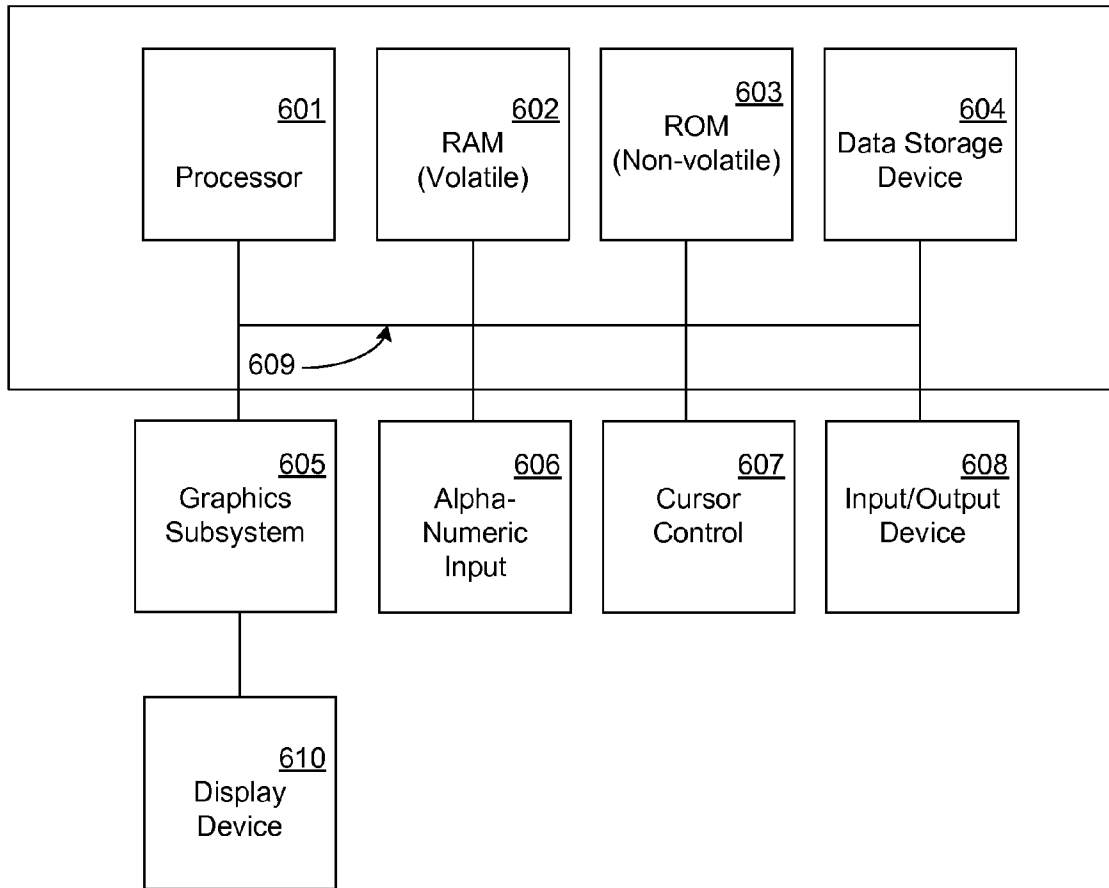 601
Processor
602
RAM
(Volatile)
603
ROM
(Non-volatile)
604
Data Storage
Device
609
605
Graphics
Subsystem
606
Alpha-
Numeric
Input
607
Cursor
Control
608
Input/Output
Device
610
Display
Device